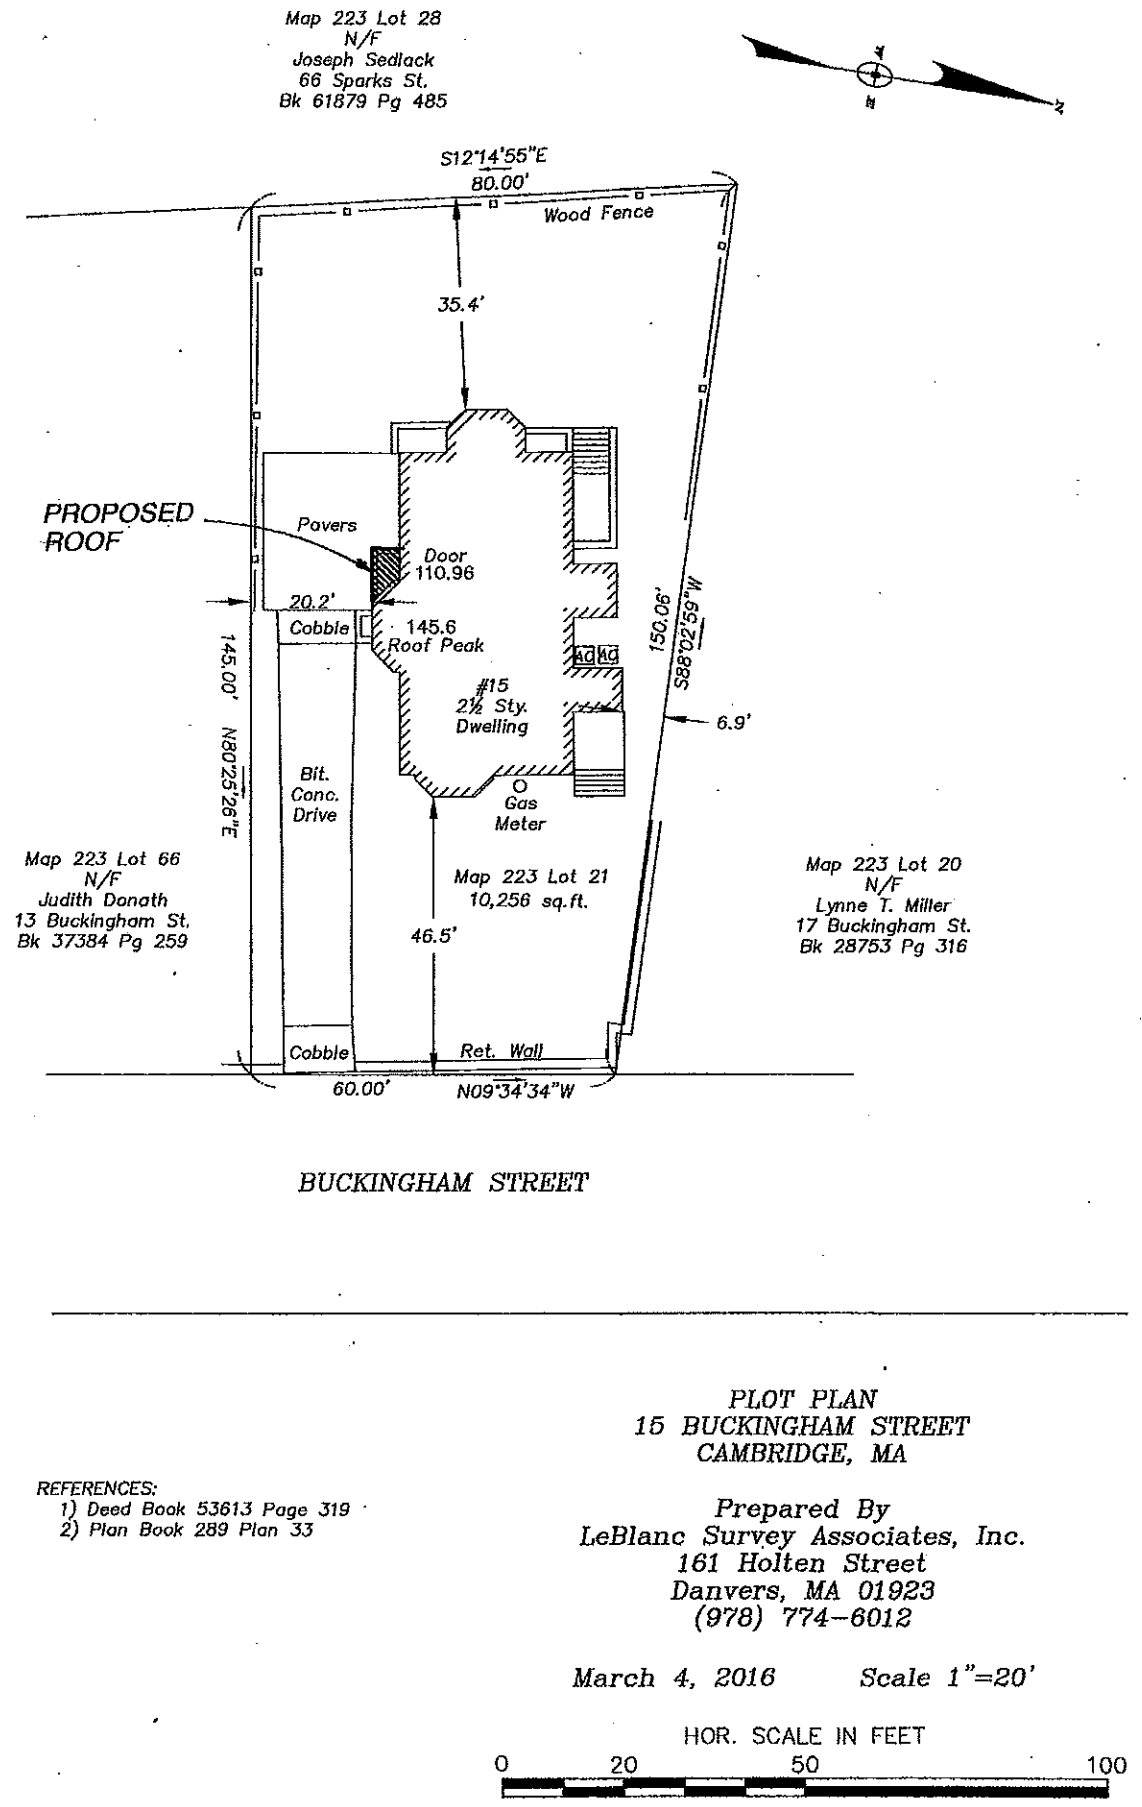 Map 223 Lot 28
N/F
Joseph Sedlack
66 Sparks St.
Bk 61879 Pg 485
N
S12°14'55"E
80.00'
Wood Fence
35.4'
PROPOSED
ROOF
Pavers
Door
110.96
20.2'
Cobble
145.6
Roof Peak
AC AC
150.06'
S88°02'59"W
145.00' N80°25'26"E
#15
2½ Sty.
Dwelling
6.9'
Bit.
Conc.
Drive
Gas
Meter
Map 223 Lot 66
N/F
Judith Donath
13 Buckingham St.
Bk 37384 Pg 259
Map 223 Lot 21
10,256 sq.ft.
Map 223 Lot 20
N/F
Lynne T. Miller
17 Buckingham St.
Bk 28753 Pg 316
46.5'
Cobble
Ret. Wall
60.00'
N09°34'34"W
BUCKINGHAM STREET
PLOT PLAN
15 BUCKINGHAM STREET
CAMBRIDGE, MA
REFERENCES:
1) Deed Book 53613 Page 319
2) Plan Book 289 Plan 33
Prepared By
LeBlanc Survey Associates, Inc.
161 Holten Street
Danvers, MA 01923
(978) 774-6012
March 4, 2016 Scale 1"=20'
HOR. SCALE IN FEET
0 20 50 100